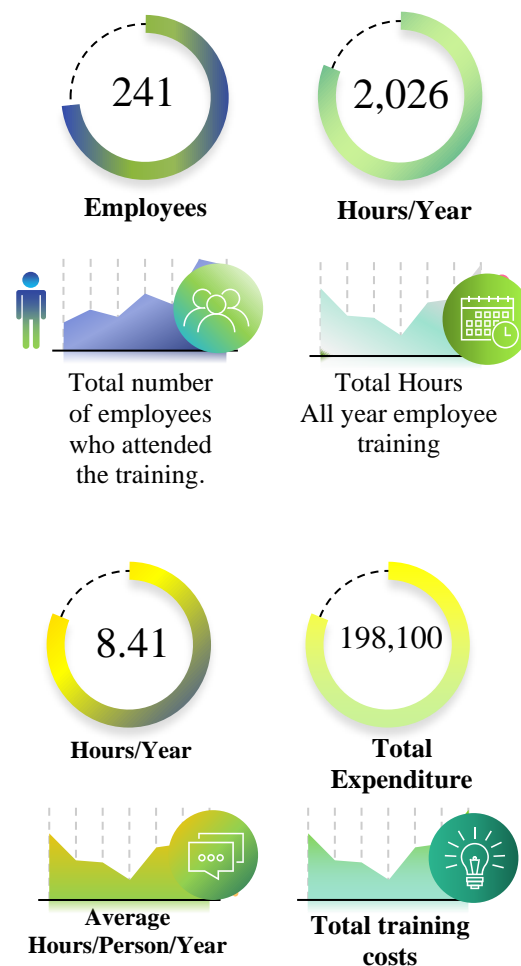 241
Employees
2,026
Hours/Year
Total number
of employees
who attended
the training.
Total Hours
All year employee
training
8.41
Hours/Year
198,100
Total
Expenditure
Average
Hours/Person/Year
Total training
costs